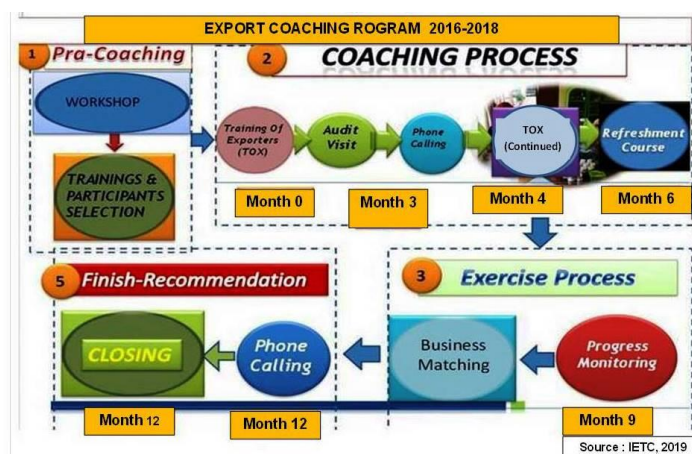 EXPORT COACHING ROGRAM 2016-2018
1 Pra-Coaching
WORKSHOP
TRAININGS &
PARTICIPANTS
SELECTION
2 COACHING PROCESS
Training Of
Exporters
(TOX)
Audit
Visit
Phone
Calling
TOX
(Continued)
Refreshment
Course
Month 0
Month 3
Month 4
Month 6
5 Finish-Recommendation
CLOSING
Phone
Calling
Month 12
Month 12
3 Exercise Process
Business
Matching
Progress
Monitoring
Month 9
Source : IETC, 2019